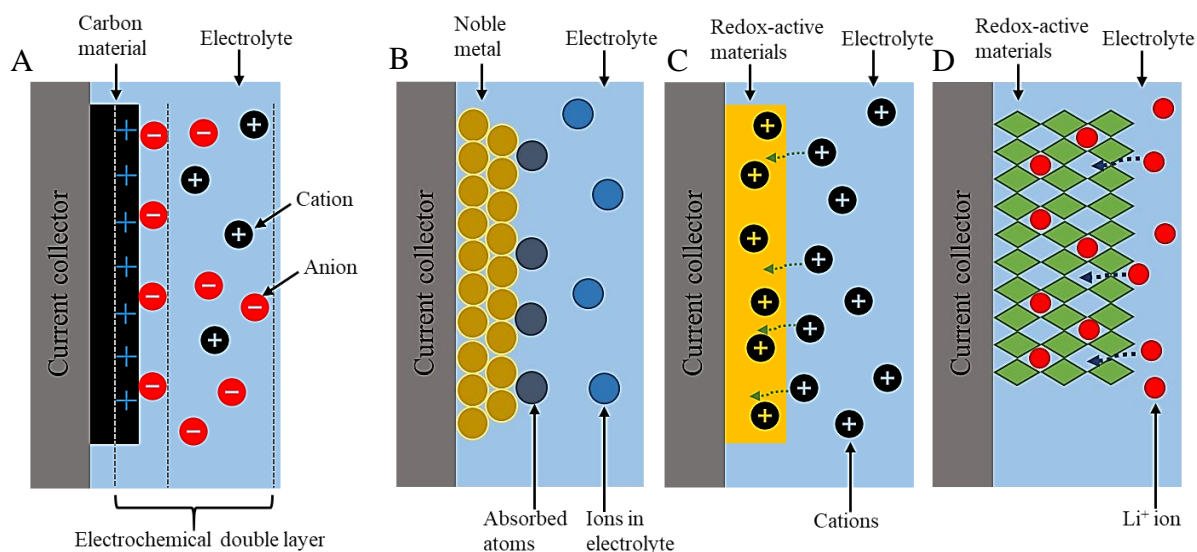 A
Carbon
material
Electrolyte
Current collector
Cation
Anion
Electrochemical double layer
B
Noble
metal
Electrolyte
Current collector
Absorbed
atoms
Ions in
electrolyte
C
Redox-active
materials
Electrolyte
Current collector
Cations
D
Redox-active
materials
Electrolyte
Current collector
Li⁺ ion